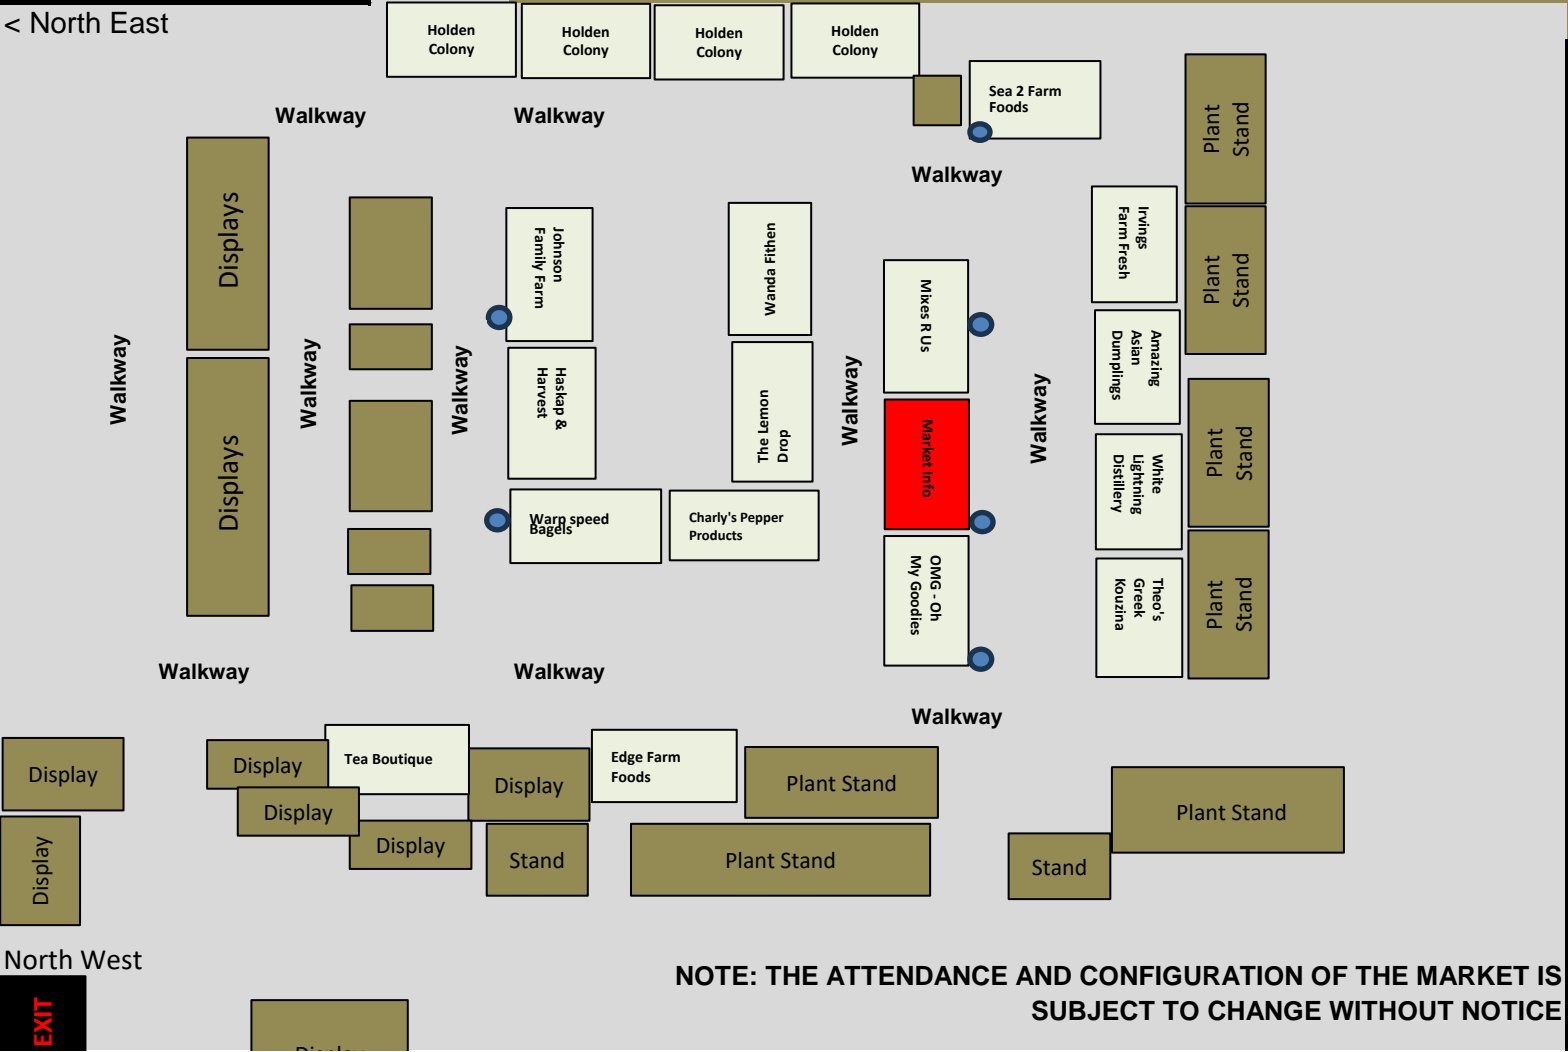 < North East
Holden
Colony
Holden
Colony
Holden
Colony
Holden
Colony
Sea 2 Farm
Foods
Walkway
Walkway
Walkway
Plant
Stand
Plant
Stand
Plant
Stand
Plant
Stand
Displays
Displays
Walkway
Walkway
Walkway
Johnson
Family Farm
Haskap &
Harvest
Warp speed
Bagels
Wanda Fithen
The Lemon
Drop
Charly's Pepper
Products
Walkway
Mixes R Us
Market Info
OMG - Oh
My Goodies
Walkway
Irvings
Farm Fresh
Amazing
Asian
Dumplings
White
Lightning
Distillery
Theo's
Greek
Kouzina
Walkway
Walkway
Walkway
Display
Display
Display
Display
Tea Boutique
Display
Display
Stand
Edge Farm
Foods
Plant Stand
Plant Stand
Stand
Plant Stand
North West
EXIT
Display
NOTE: THE ATTENDANCE AND CONFIGURATION OF THE MARKET IS
SUBJECT TO CHANGE WITHOUT NOTICE